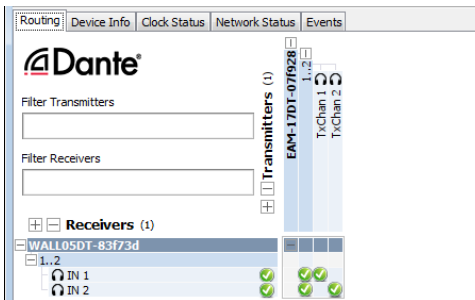 Routing Device Info Clock Status Network Status Events
Dante®
Filter Transmitters
Filter Receivers
Transmitters (1)
EAM-17DT-07f928
1..2
TxChan 1
TxChan 2
Receivers (1)
WALL05DT-83f73d
1..2
IN 1
IN 2